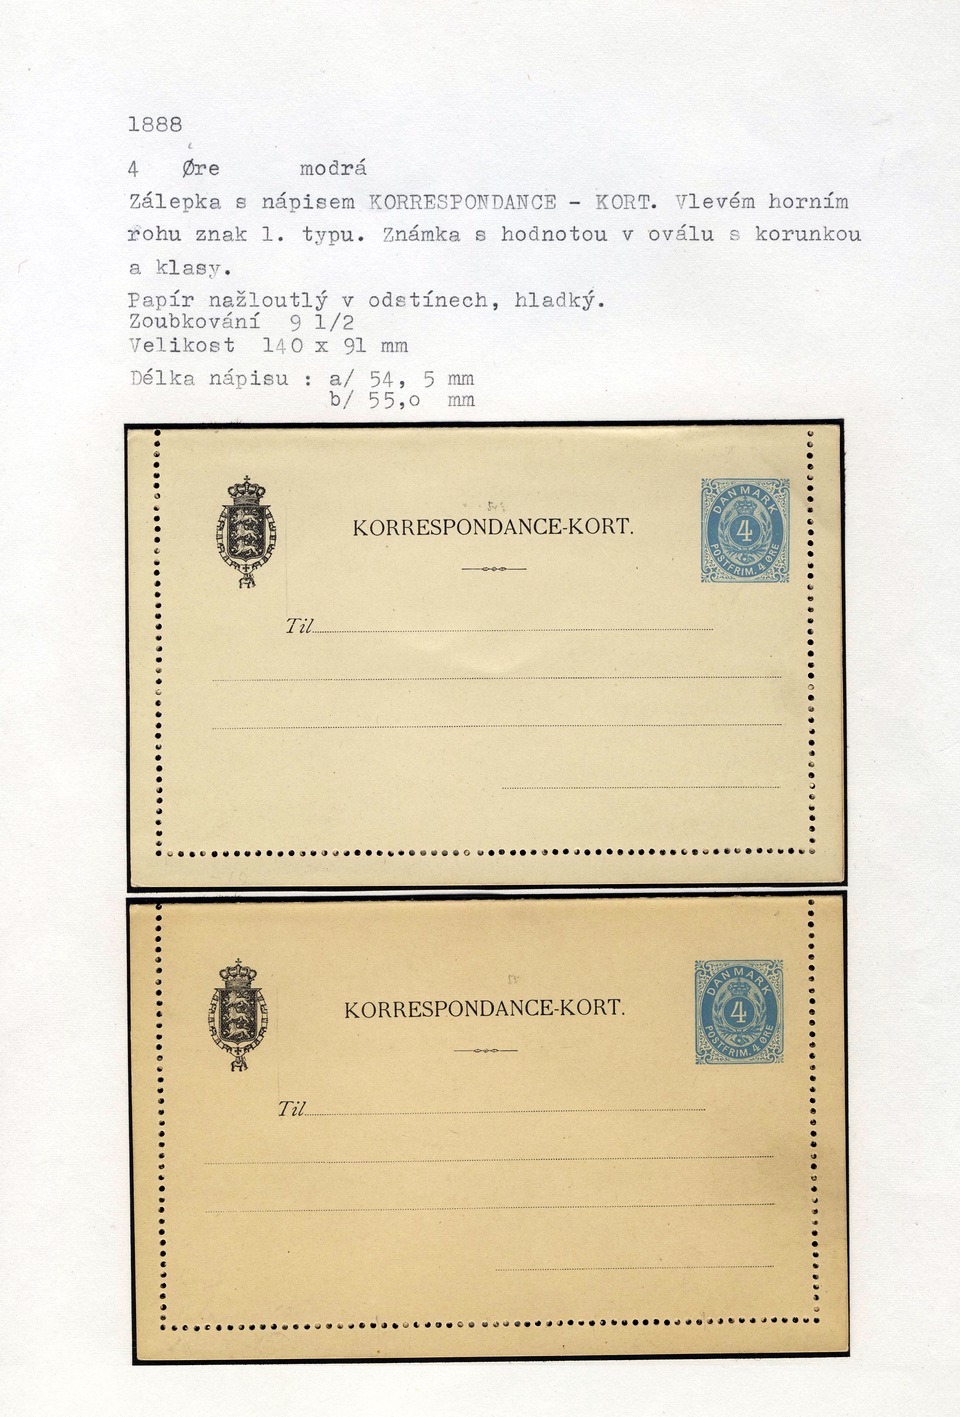 1888
4 Øre modrá
Zálepka s nápisem KORRESPONDANCE - KORT. Vlevém horním
rohu znak 1. typu. Známka s hodnotou v oválu s korunkou
a klasy.
Papír nažloutlý v odstínech, hladký.
Zoubkování 9 1/2
Velikost 140 x 91 mm
Délka nápisu : a/ 54, 5 mm
b/ 55,o mm
KORRESPONDANCE-KORT.
DANMARK
4
POSTFRIM. 4 ØRE
Til
KORRESPONDANCE-KORT.
DANMARK
4
POSTFRIM. 4 ØRE
Til